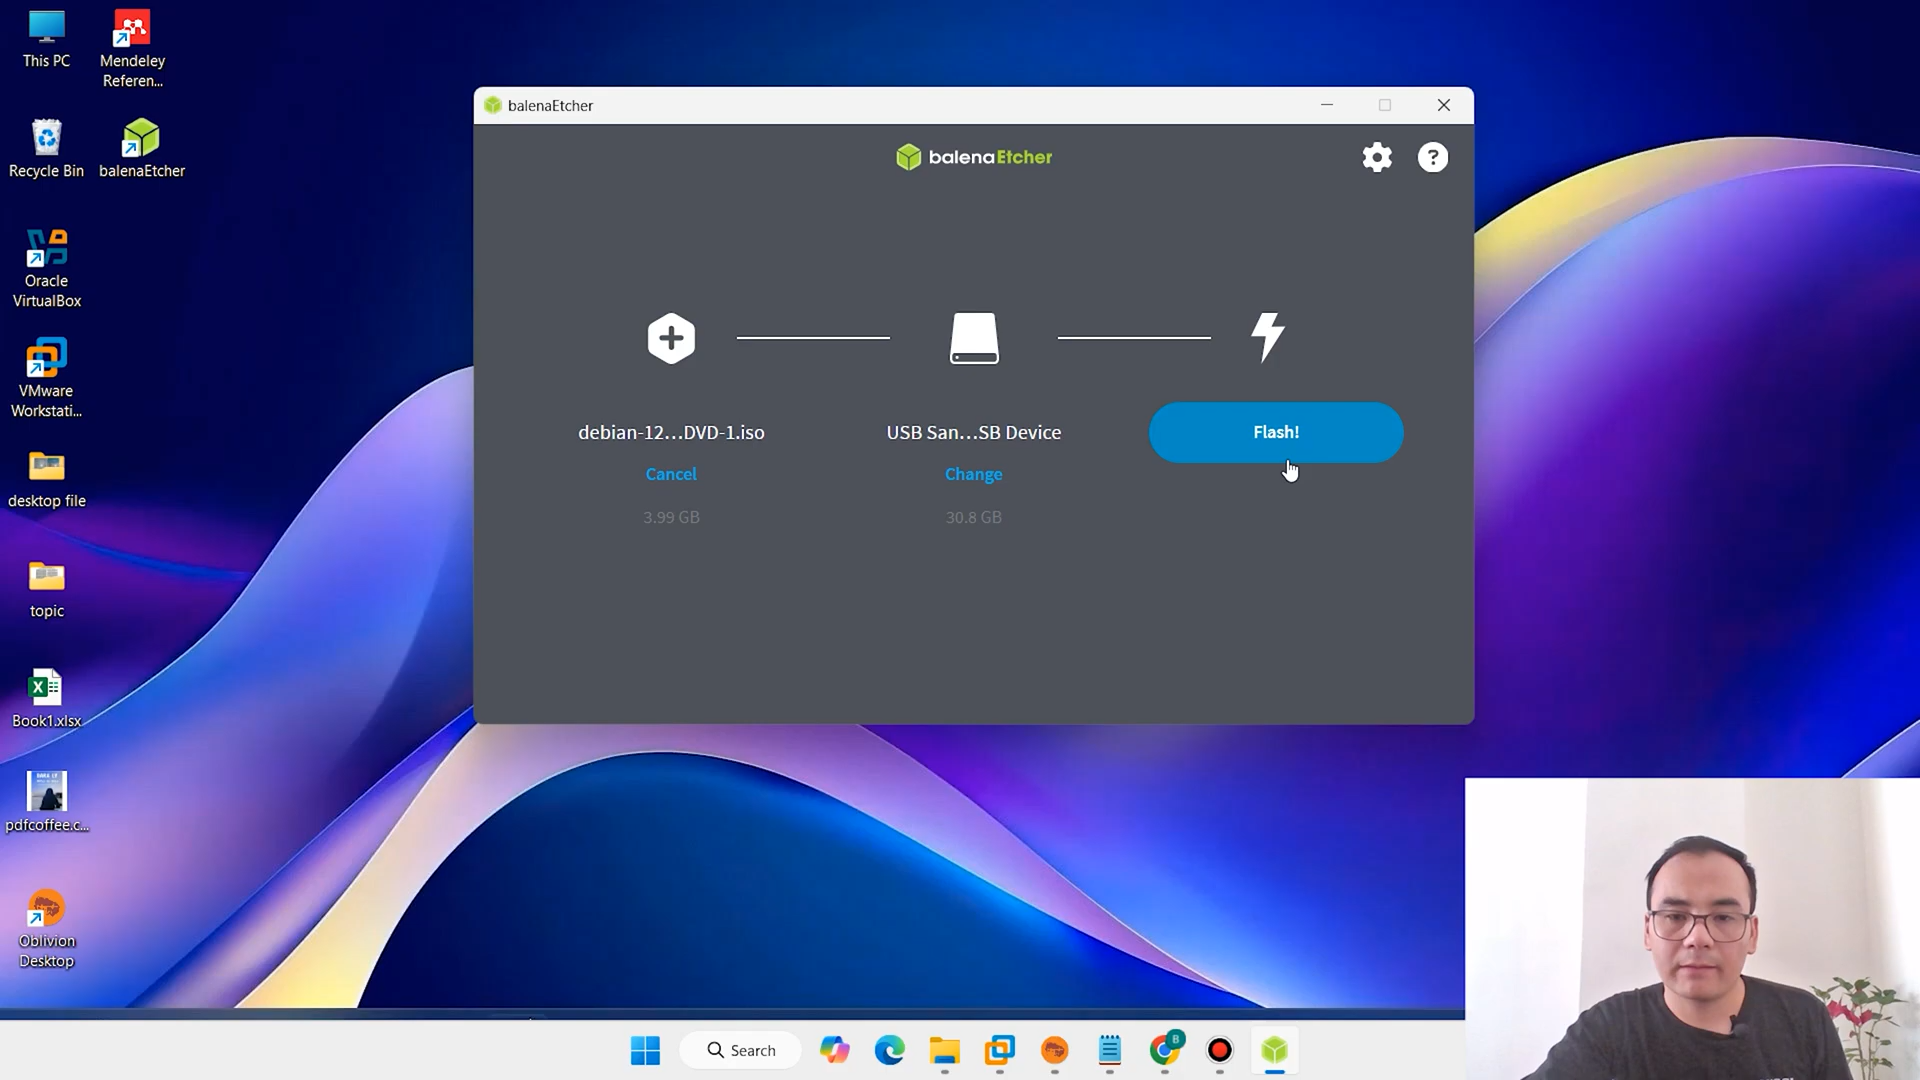 This PC
Mendeley
Referen...
Recycle Bin
balenaEtcher
Oracle
VirtualBox
VMware
Workstati...
desktop file
topic
Book1.xlsx
pdfcoffee.c...
Oblivion
Desktop
balenaEtcher
balenaEtcher
?
debian-12...DVD-1.iso
USB San...SB Device
Flash!
Cancel
Change
3.99 GB
30.8 GB
Search
B